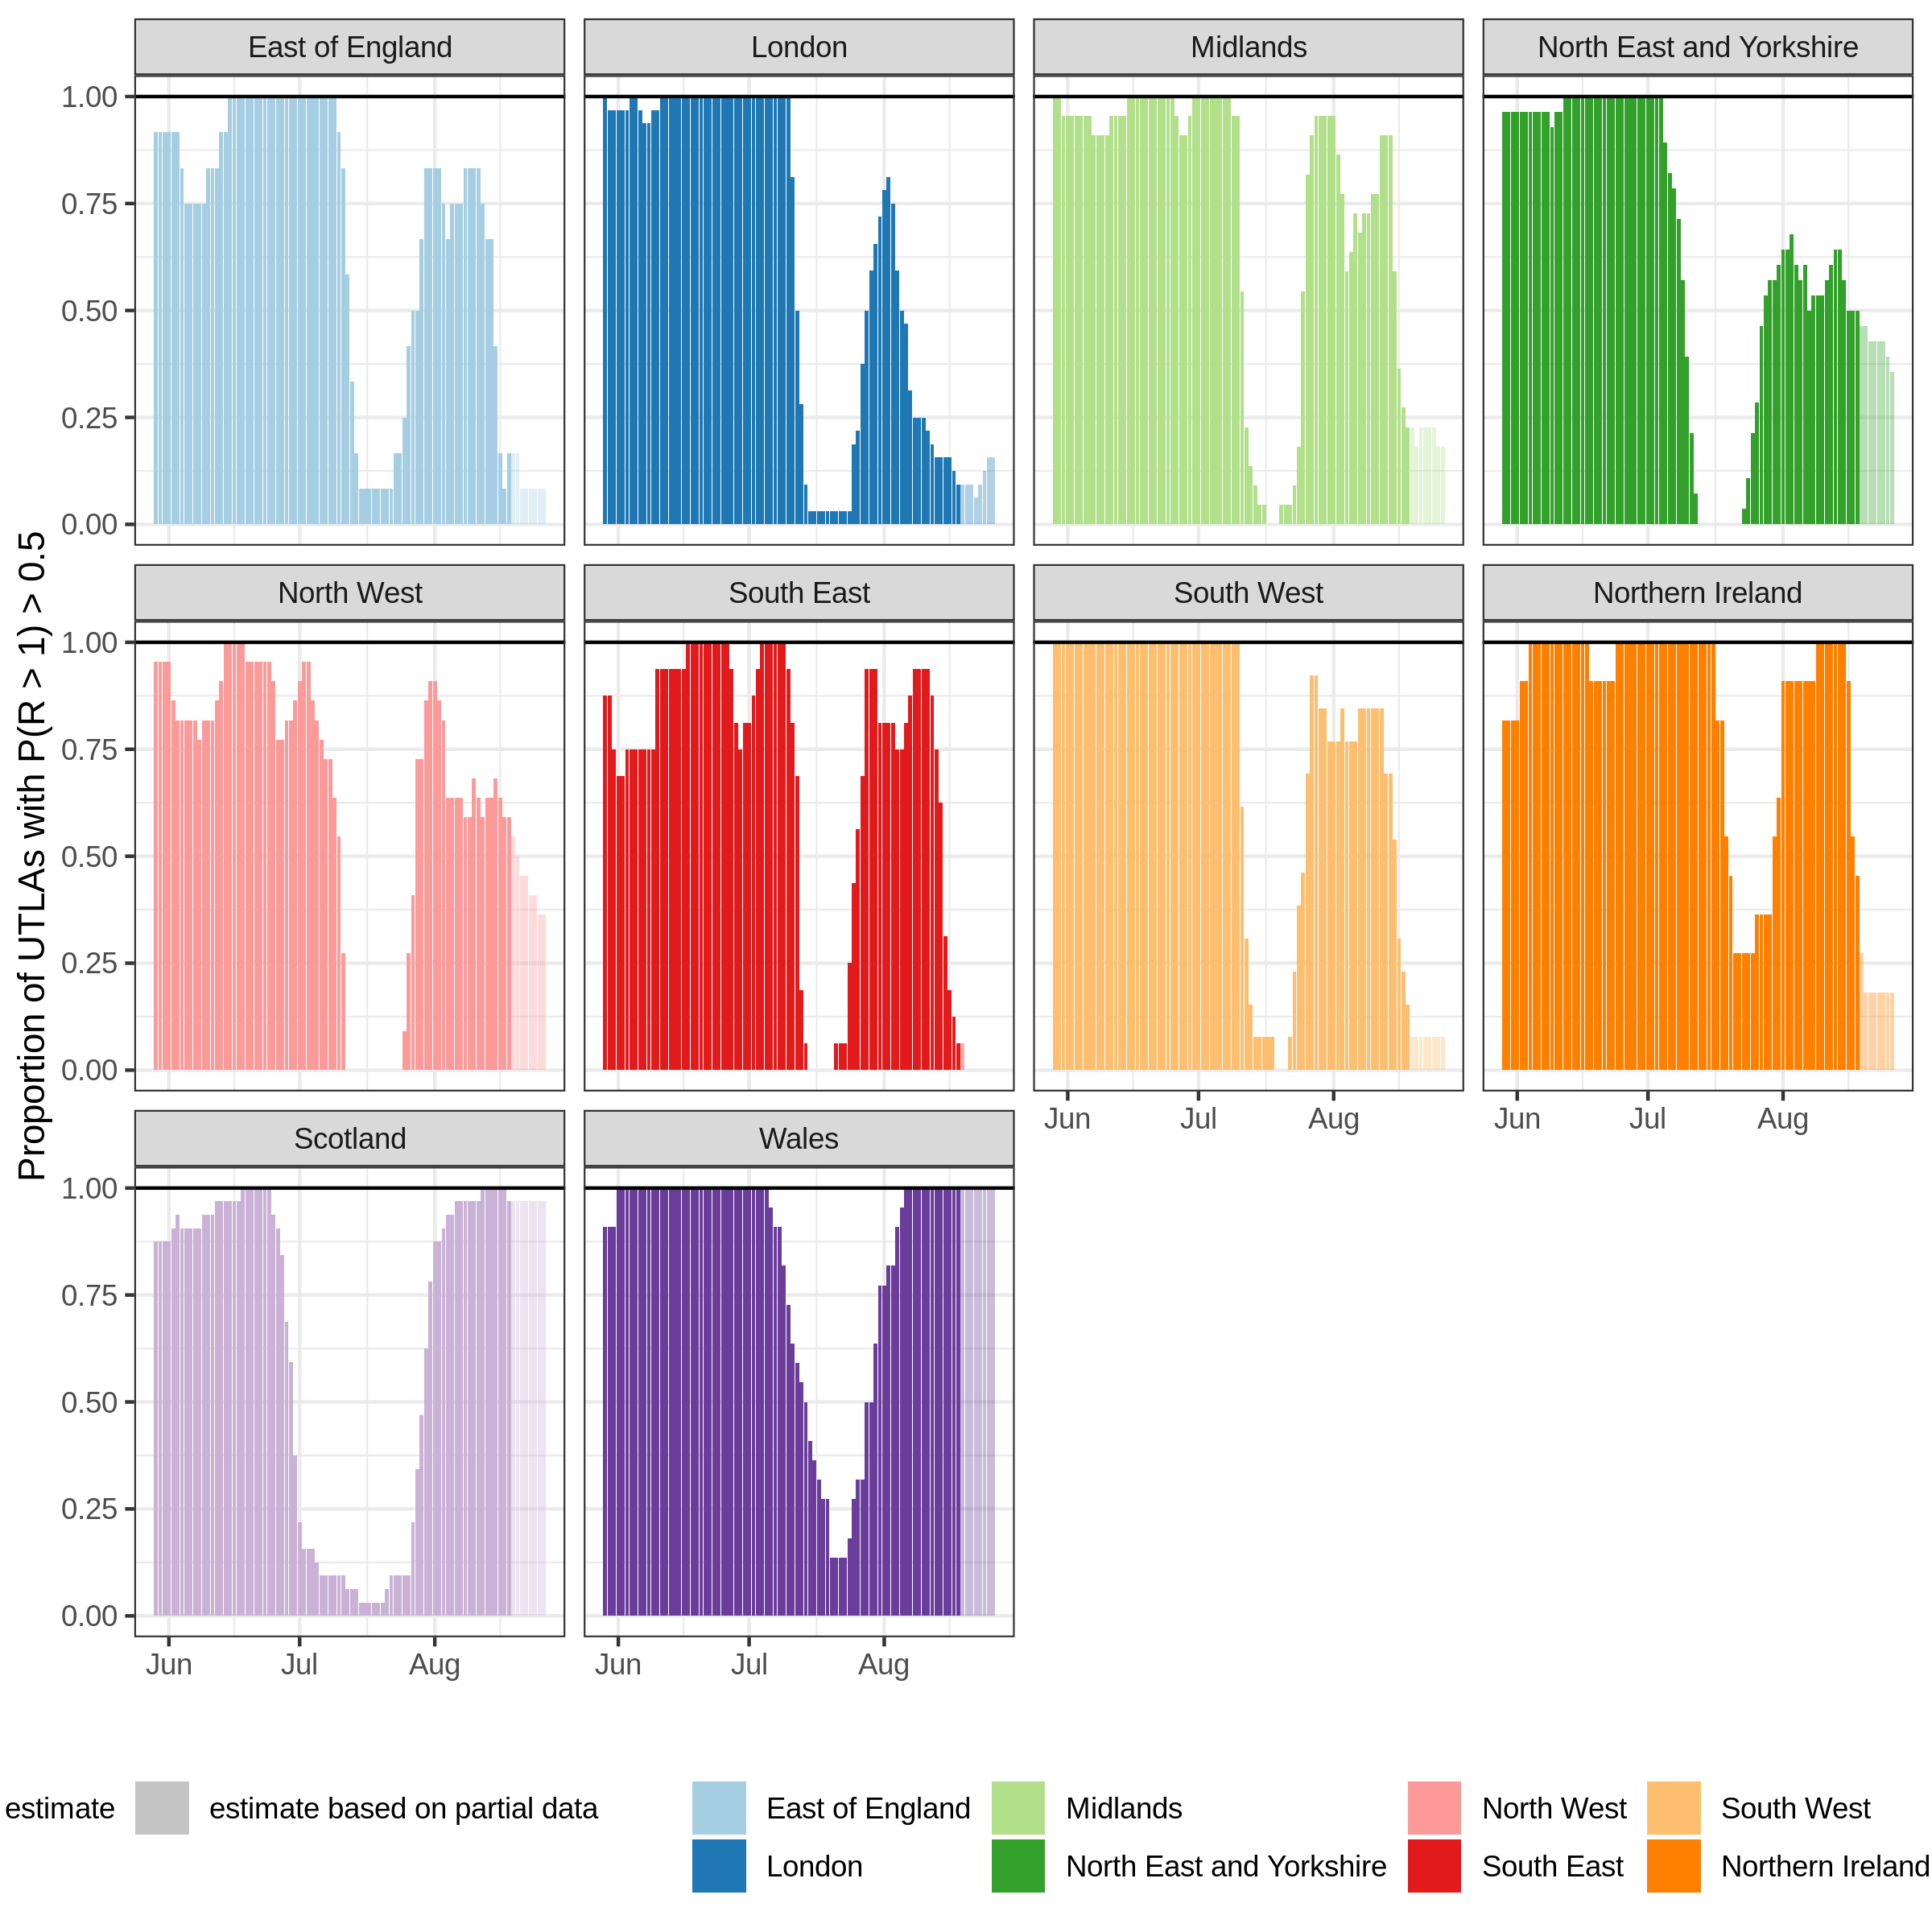 East of England London Midlands North East and Yorkshire
1.00
0.75
0.50
0.25
0.00
North West South East South West Northern Ireland
1.00
0.75
0.50
0.25
0.00
Jun Jul Aug Jun Jul Aug
Scotland Wales
1.00
0.75
0.50
0.25
0.00
Jun Jul Aug Jun Jul Aug
Proportion of UTLAs with P(R > 1) > 0.5
estimate estimate based on partial data East of England Midlands North West South West
London North East and Yorkshire South East Northern Ireland